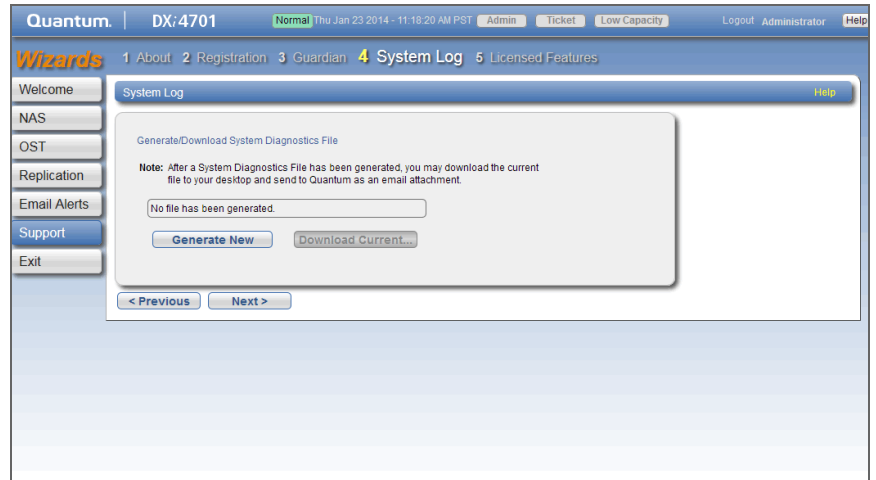 Quantum. DXi4701 Normal Thu Jan 23 2014 - 11:18:20 AM PST Admin Ticket Low Capacity Logout Administrator Help
Wizards 1 About 2 Registration 3 Guardian 4 System Log 5 Licensed Features
Welcome
NAS
OST
Replication
Email Alerts
Support
Exit
System Log Help
Generate/Download System Diagnostics File
Note: After a System Diagnostics File has been generated, you may download the current
file to your desktop and send to Quantum as an email attachment.
No file has been generated.
Generate New Download Current...
< Previous Next >